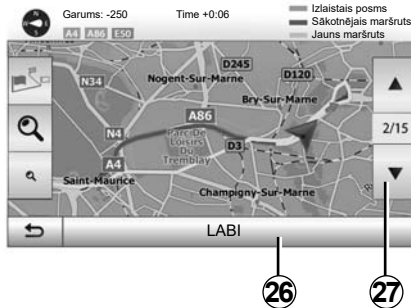 Garums: -250 Time +0:06
A4 A86 E50
Izlaistais posms
Sākotnējais maršruts
Jauns maršruts
N
D245
D120
N34
Nogent-Sur-Marne
Bry-Sur-Marne
A86
N4
Parc De
Loisirs
Du
Tremblay
D3
A4
Saint-Maurice
Champigny-Sur-Marne
2/15
LABI
26
27